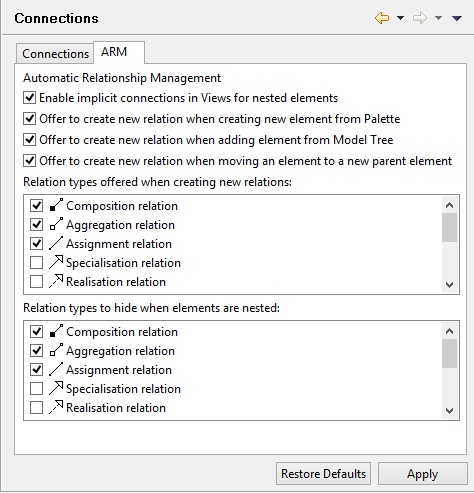 Connections
Connections ARM
Automatic Relationship Management
Enable implicit connections in Views for nested elements
Offer to create new relation when creating new element from Palette
Offer to create new relation when adding element from Model Tree
Offer to create new relation when moving an element to a new parent element
Relation types offered when creating new relations:
Composition relation
Aggregation relation
Assignment relation
Specialisation relation
Realisation relation
Relation types to hide when elements are nested:
Composition relation
Aggregation relation
Assignment relation
Specialisation relation
Realisation relation
Restore Defaults Apply